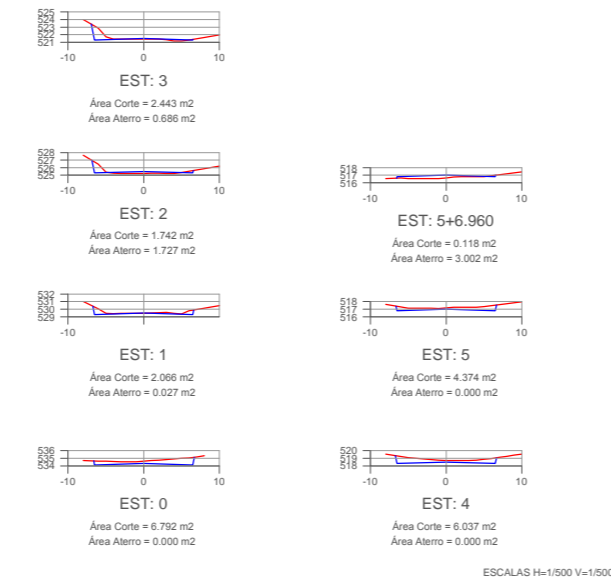 525
524
523
522
521
-10
0
10
EST: 3
Área Corte = 2.443 m2
Área Aterro = 0.686 m2
528
527
526
525
-10
0
10
EST: 2
Área Corte = 1.742 m2
Área Aterro = 1.727 m2
532
531
530
529
-10
0
10
EST: 1
Área Corte = 2.066 m2
Área Aterro = 0.027 m2
536
535
534
-10
0
10
EST: 0
Área Corte = 6.792 m2
Área Aterro = 0.000 m2
518
517
516
-10
0
10
EST: 5+6.960
Área Corte = 0.118 m2
Área Aterro = 3.002 m2
518
517
516
-10
0
10
EST: 5
Área Corte = 4.374 m2
Área Aterro = 0.000 m2
520
519
518
-10
0
10
EST: 4
Área Corte = 6.037 m2
Área Aterro = 0.000 m2
ESCALAS H=1/500 V=1/500